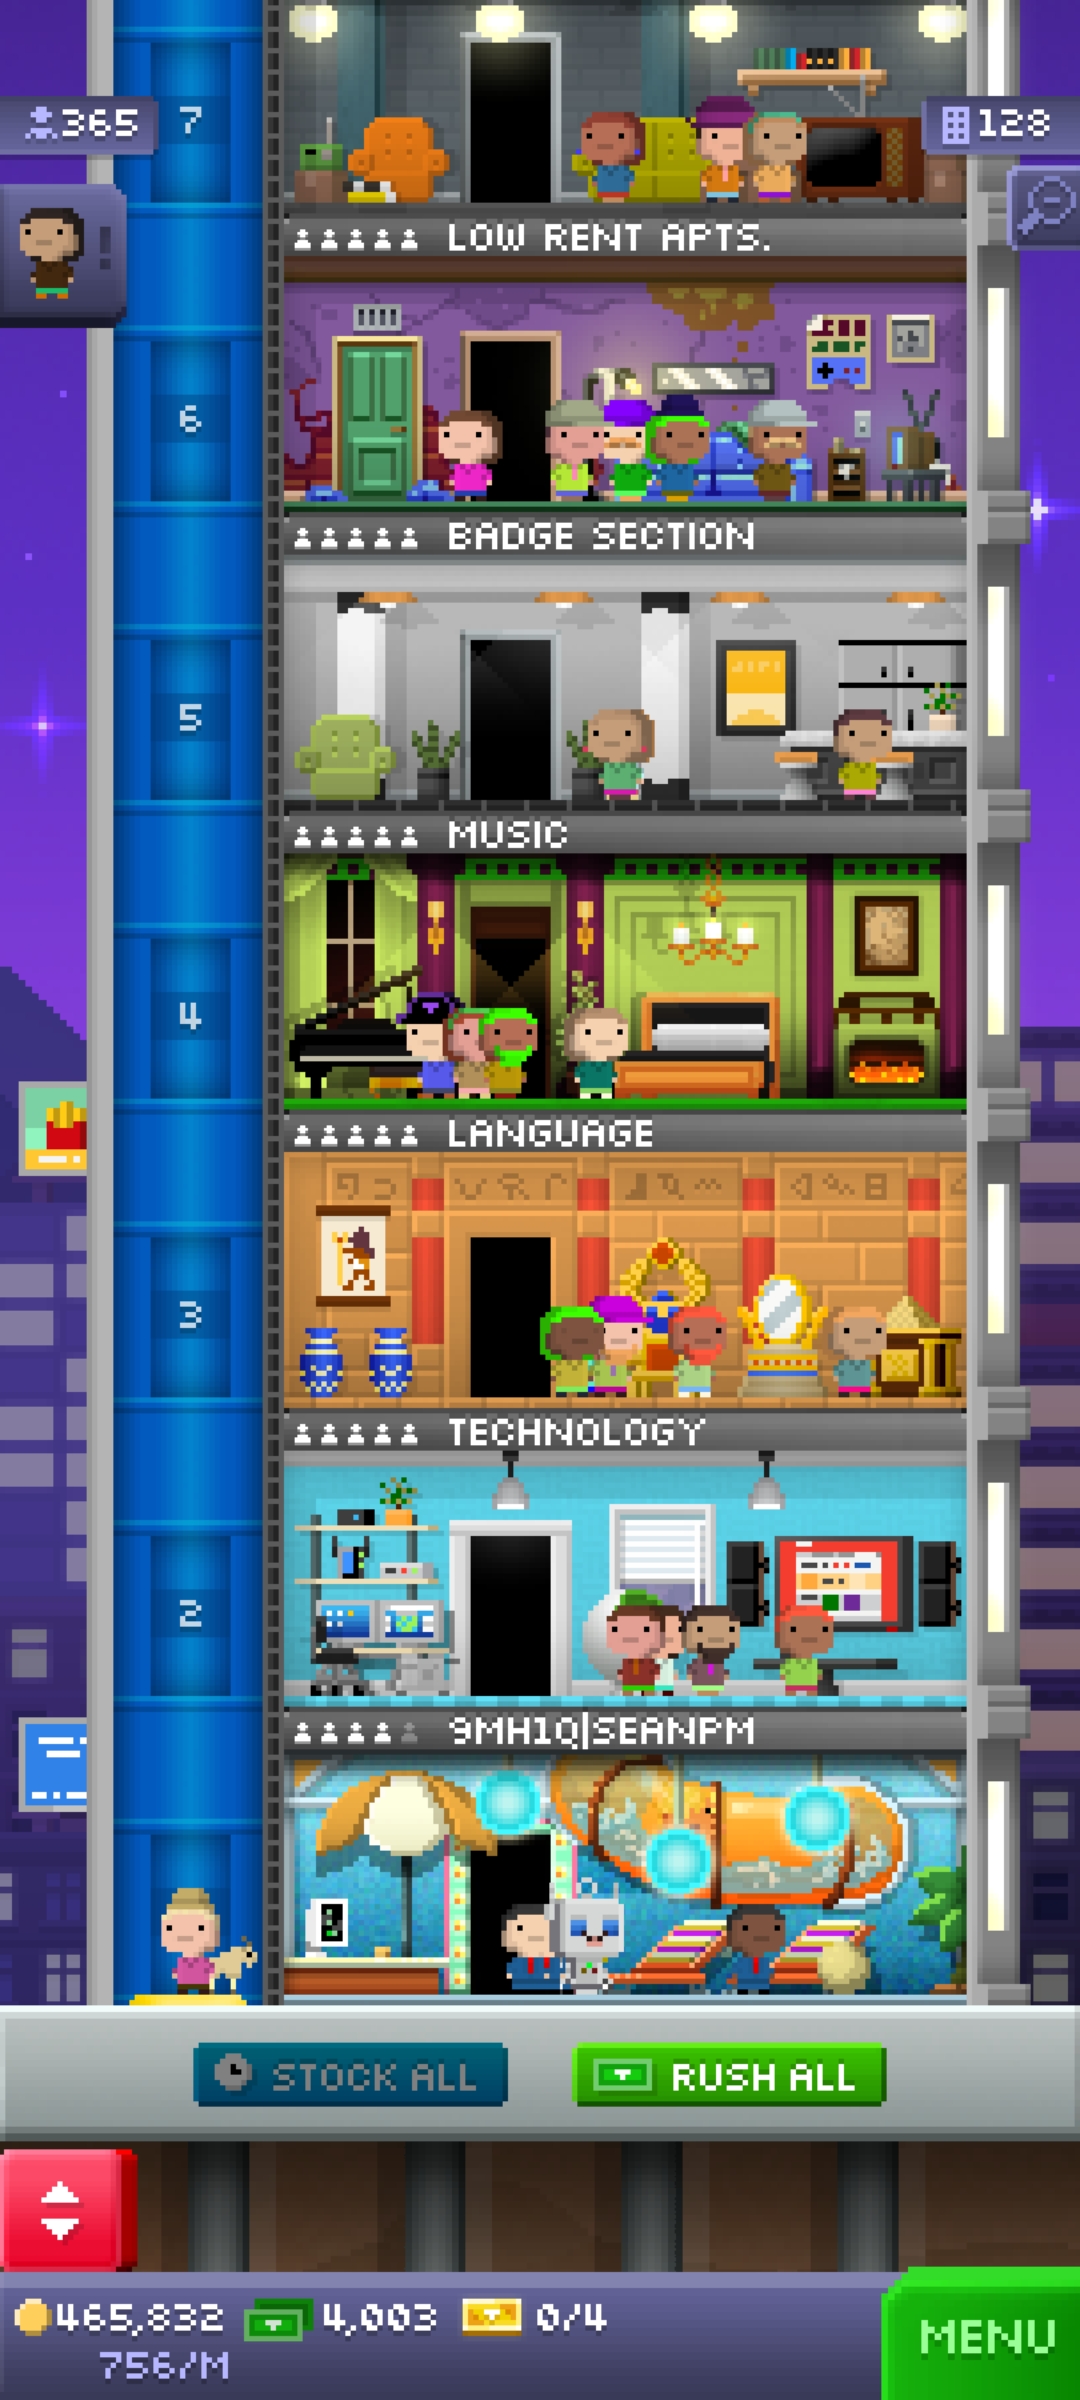 365
7
128
LOW RENT APTS.
6
BADGE SECTION
5
MUSIC
4
LANGUAGE
3
TECHNOLOGY
2
9MH1Q|SEANPM
STOCK ALL
RUSH ALL
465,832
4,003
0/4
756/M
MENU